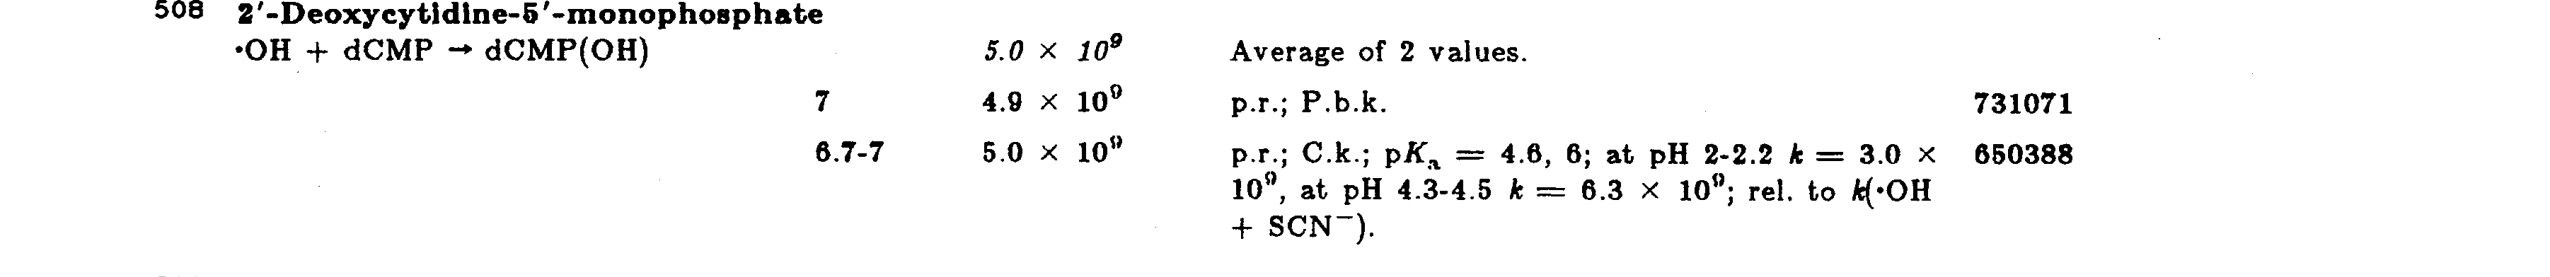 508 2′-Deoxycytidine-5′-monophosphate
·OH + dCMP → dCMP(OH) 5.0 × 10⁹ Average of 2 values.
7 4.9 × 10⁹ p.r.; P.b.k. 731071
6.7-7 5.0 × 10⁹ p.r.; C.k.; pKₐ = 4.6, 6; at pH 2-2.2 k = 3.0 × 650388
10⁹, at pH 4.3-4.5 k = 6.3 × 10⁹; rel. to k(·OH
+ SCN⁻).